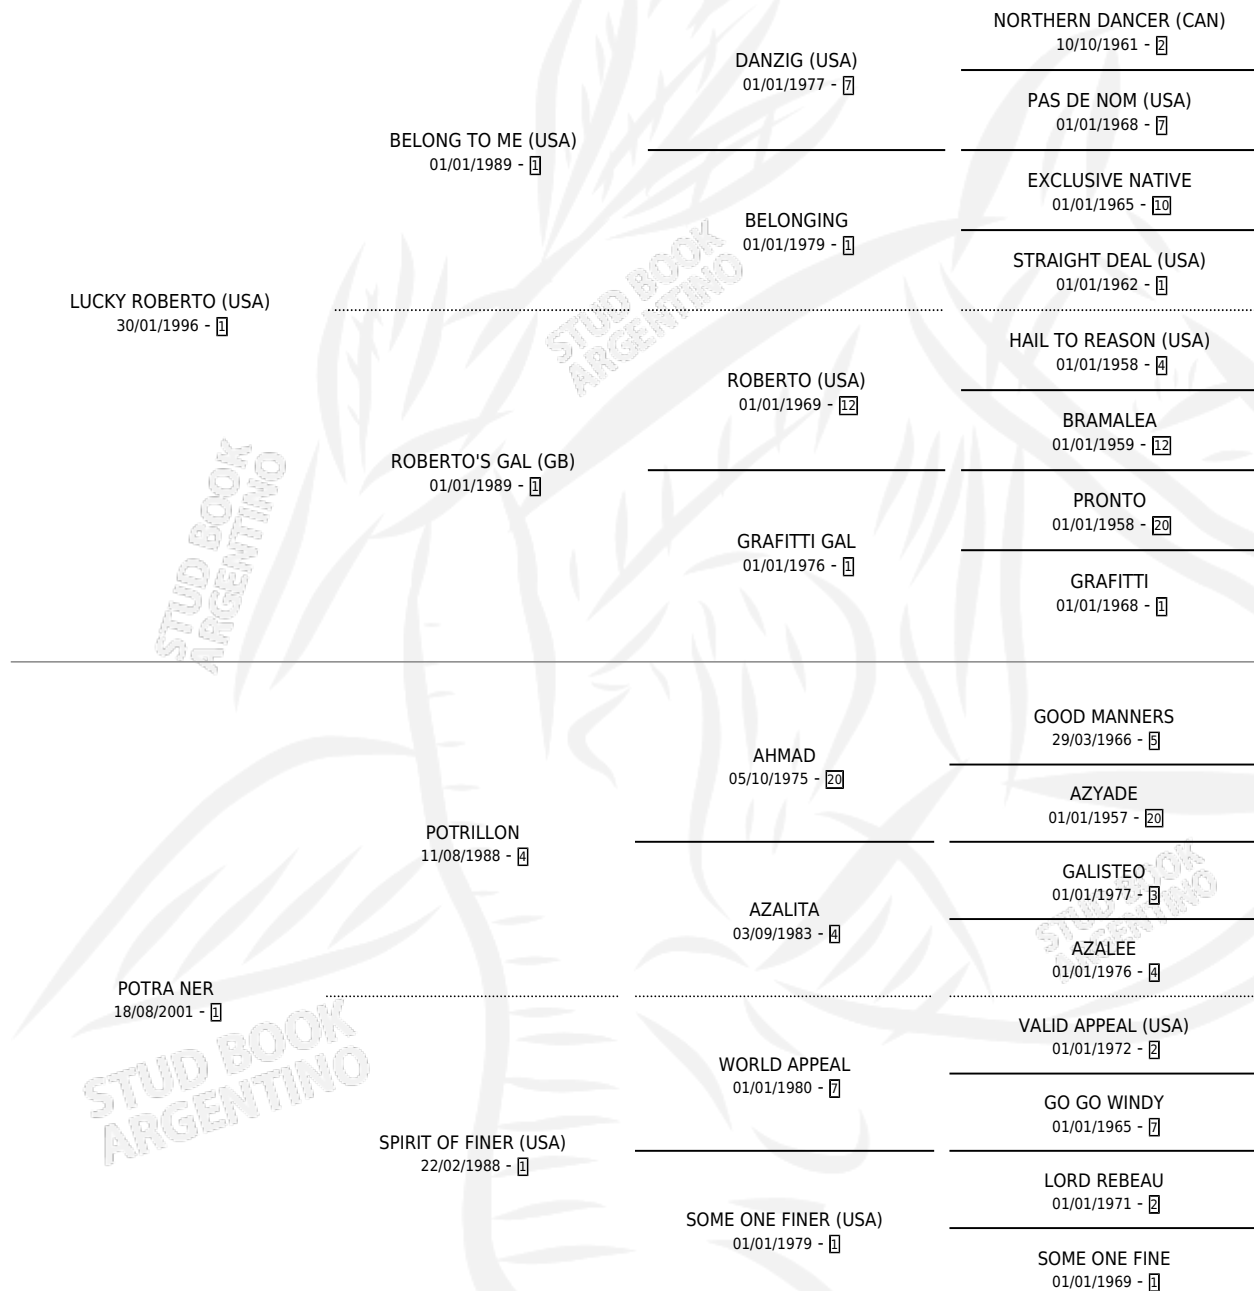 NORTHERN DANCER (CAN)
10/10/1961 - 2
DANZIG (USA)
01/01/1977 - 7
PAS DE NOM (USA)
01/01/1968 - 7
BELONG TO ME (USA)
01/01/1989 - 1
EXCLUSIVE NATIVE
01/01/1965 - 10
BELONGING
01/01/1979 - 1
STRAIGHT DEAL (USA)
01/01/1962 - 1
LUCKY ROBERTO (USA)
30/01/1996 - 1
HAIL TO REASON (USA)
01/01/1958 - 4
ROBERTO (USA)
01/01/1969 - 12
BRAMALEA
01/01/1959 - 12
ROBERTO'S GAL (GB)
01/01/1989 - 1
PRONTO
01/01/1958 - 20
GRAFITTI GAL
01/01/1976 - 1
GRAFITTI
01/01/1968 - 1
GOOD MANNERS
29/03/1966 - 5
AHMAD
05/10/1975 - 20
AZYADE
01/01/1957 - 20
POTRILLON
11/08/1988 - 4
GALISTEO
01/01/1977 - 3
AZALITA
03/09/1983 - 4
AZALEE
01/01/1976 - 4
POTRA NER
18/08/2001 - 1
VALID APPEAL (USA)
01/01/1972 - 2
WORLD APPEAL
01/01/1980 - 7
GO GO WINDY
01/01/1965 - 7
SPIRIT OF FINER (USA)
22/02/1988 - 1
LORD REBEAU
01/01/1971 - 2
SOME ONE FINER (USA)
01/01/1979 - 1
SOME ONE FINE
01/01/1969 - 1
STUD BOOK
ARGENTINO
STUD BOOK
ARGENTINO
STUD BOOK
ARGENTINO
STUD BOOK
ARGENTINO